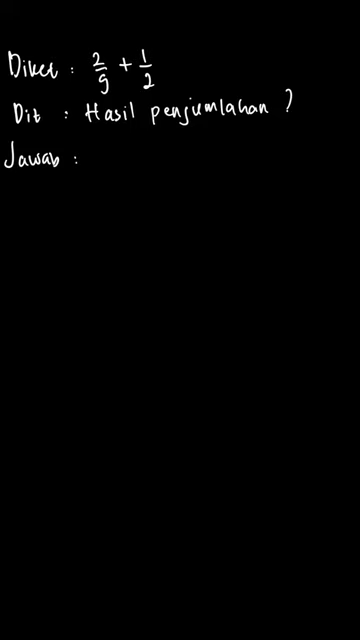 Diket : 2/9 + 1/2
Dit : Hasil penjumlahan ?
Jawab :